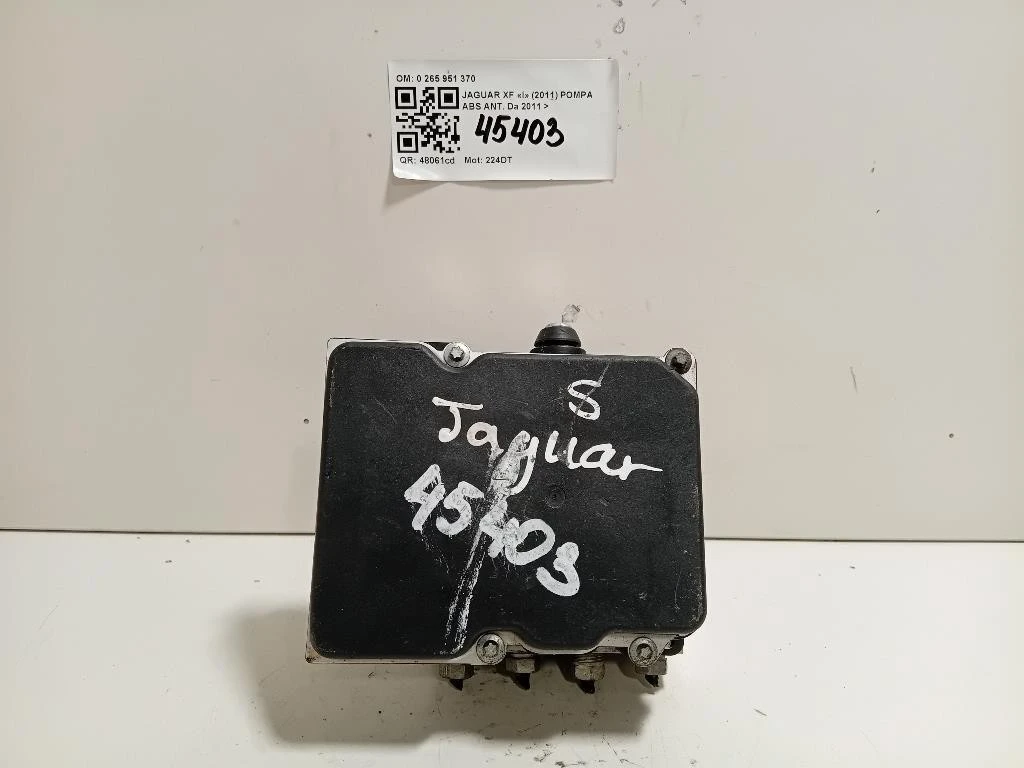 OM: 0 265 951 370
JAGUAR XF «I» (2011) POMPA
ABS ANT. Da 2011 >
45403
QR: 48061cd Mot: 224DT
S
Jaguar
45403